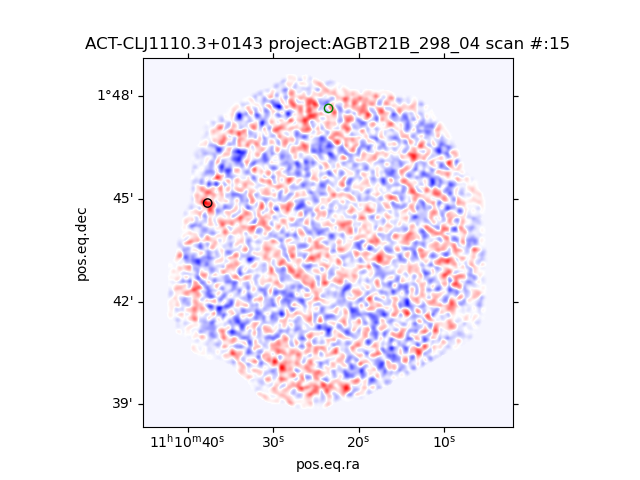 ACT-CLJ1110.3+0143 project:AGBT21B_298_04 scan #:15
1°48'
45'
42'
39'
pos.eq.dec
11ʰ10ᵐ40ˢ 30ˢ 20ˢ 10ˢ
pos.eq.ra